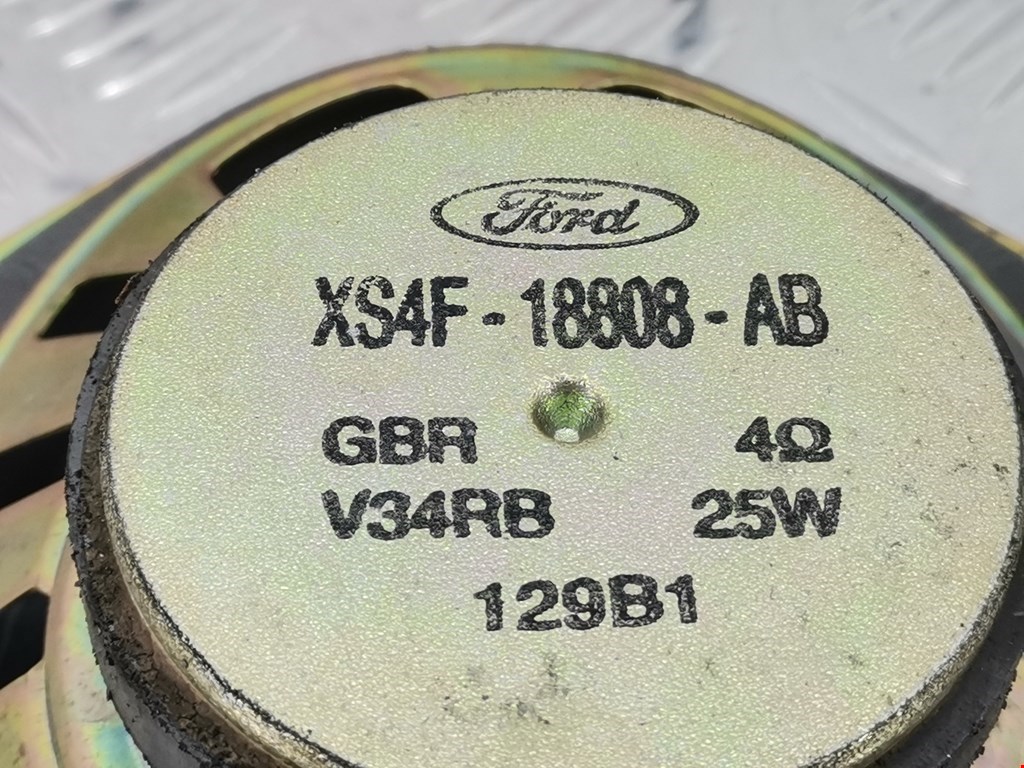 Ford
XS4F-18808-AB
GBR 4Ω
V34RB 25W
129B1